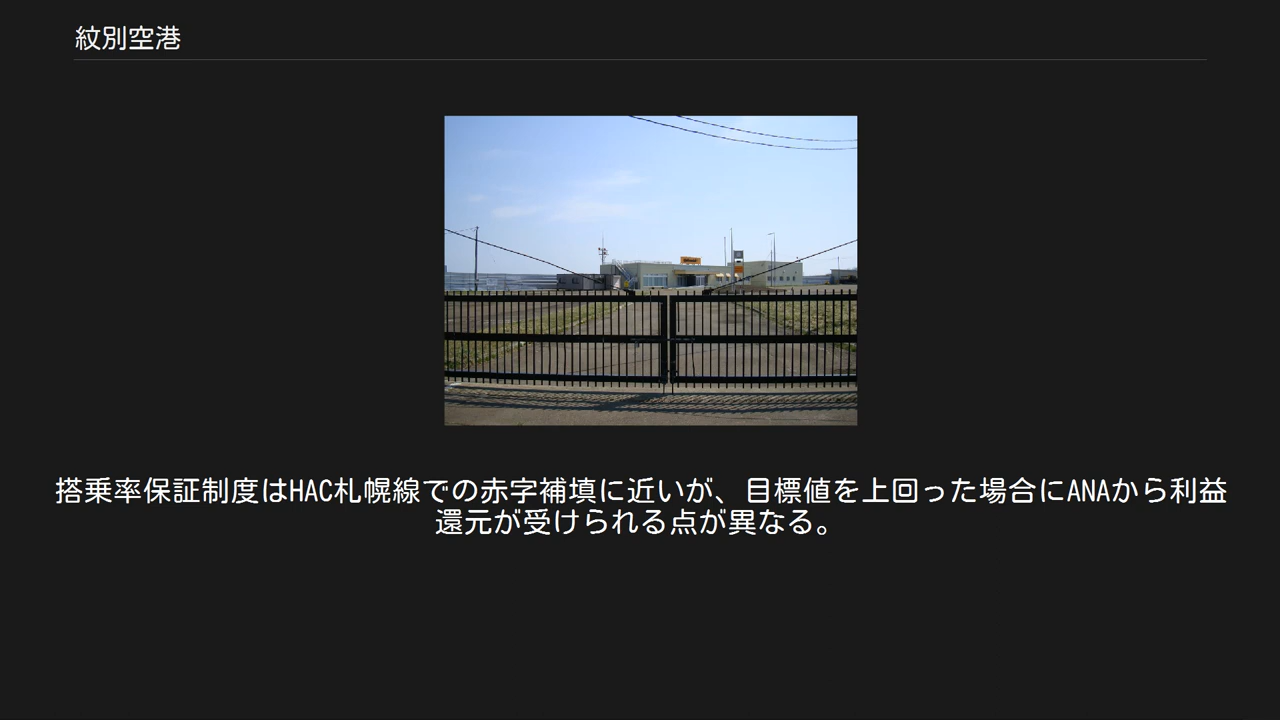 紋別空港
搭乗率保証制度はHAC札幌線での赤字補填に近いが、目標値を上回った場合にANAから利益
還元が受けられる点が異なる。